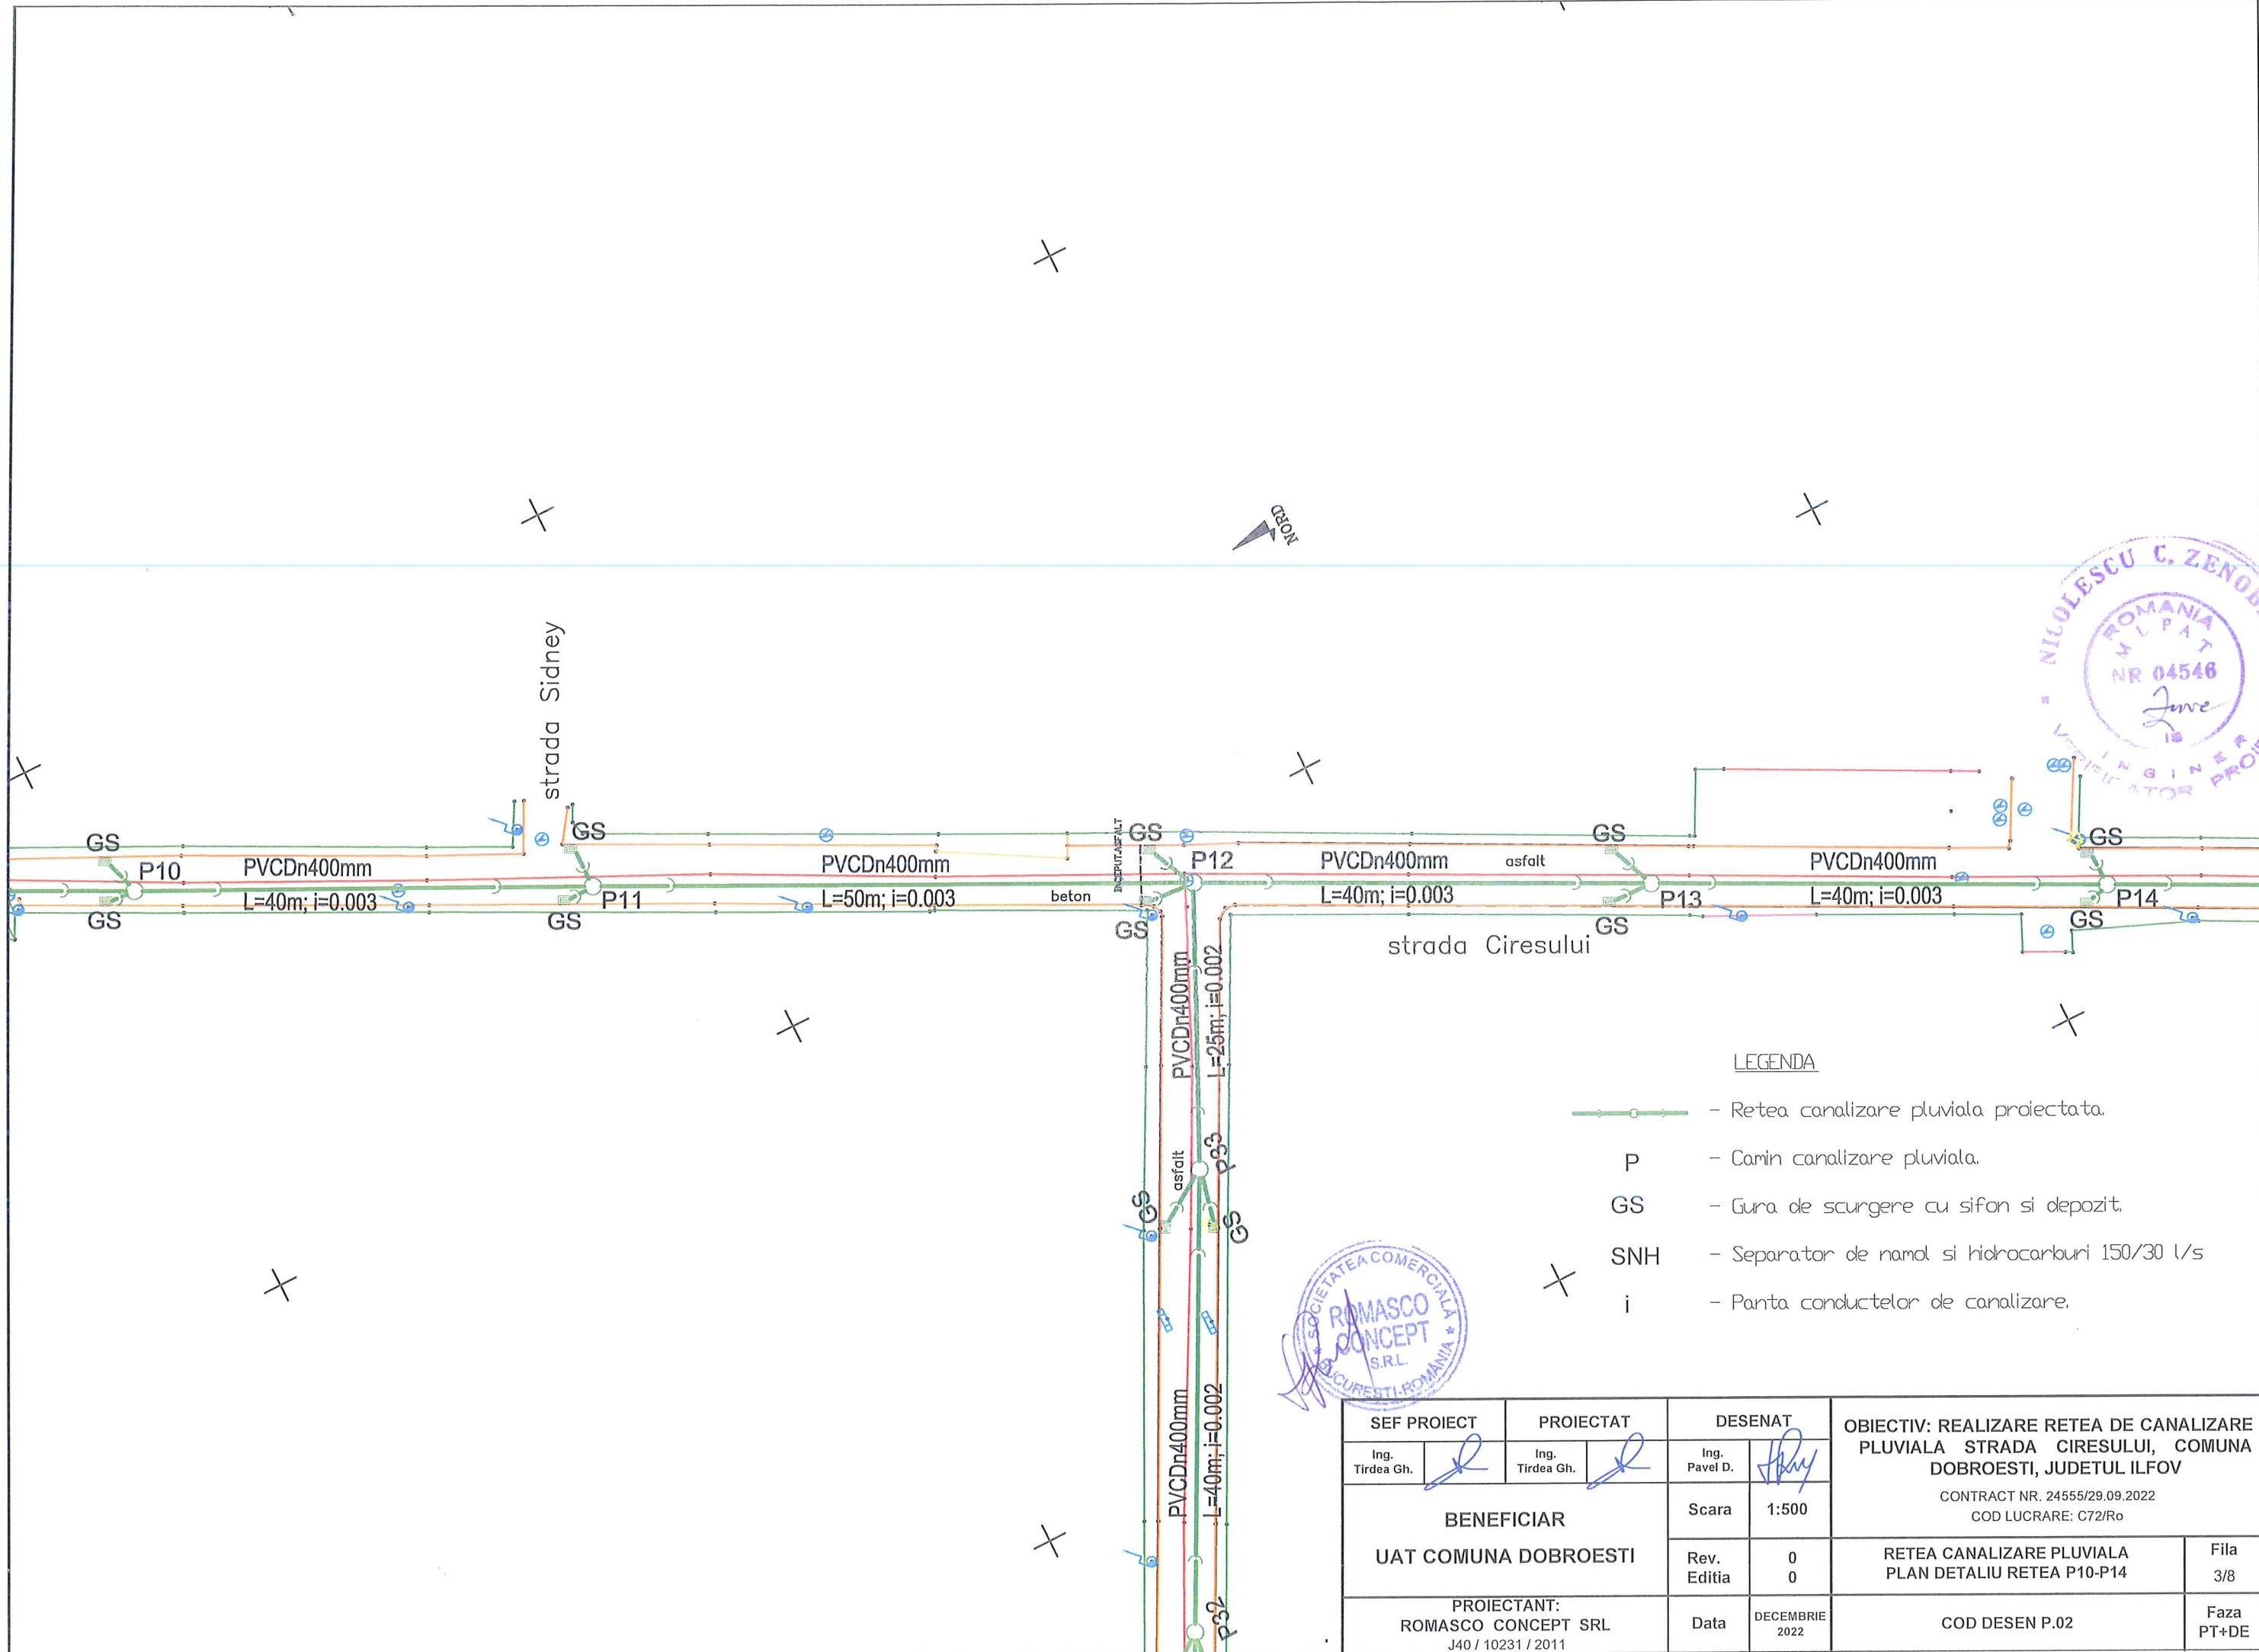 NORD
strada Sidney
NICOLESCU C. ZENOB
ROMANIA
M L P A T
NR 04546
INGINER
VERIFICATOR PROIE
GS
GS
GS
GS
GS
P10
PVCDn400mm
L=40m; i=0.003
P11
PVCDn400mm
L=50m; i=0.003
beton
INCEPUT ASFALT
P12
PVCDn400mm
asfalt
L=40m; i=0.003
P13
PVCDn400mm
L=40m; i=0.003
P14
GS
GS
GS
GS
GS
strada Ciresului
PVCDn400mm
L=25m; i=0.002
asfalt
P33
GS
GS
PVCDn400mm
L=40m; i=0.002
P32
LEGENDA
- Retea canalizare pluviala proiectata.
P - Camin canalizare pluviala.
GS - Gura de scurgere cu sifon si depozit.
SNH - Separator de namol si hidrocarburi 150/30 l/s
i - Panta conductelor de canalizare.
SOCIETATEA COMERCIALĂ
ROMASCO
CONCEPT
S.R.L.
BUCURESTI-ROMÂNIA
SEF PROIECT
PROIECTAT
DESENAT
Ing.
Tirdea Gh.
Ing.
Tirdea Gh.
Ing.
Pavel D.
OBIECTIV: REALIZARE RETEA DE CANALIZARE
PLUVIALA STRADA CIRESULUI, COMUNA
DOBROESTI, JUDETUL ILFOV
CONTRACT NR. 24555/29.09.2022
COD LUCRARE: C72/Ro
BENEFICIAR
UAT COMUNA DOBROESTI
Scara 1:500
Rev. 0
Editia 0
RETEA CANALIZARE PLUVIALA
PLAN DETALIU RETEA P10-P14
Fila
3/8
PROIECTANT:
ROMASCO CONCEPT SRL
J40 / 10231 / 2011
Data
DECEMBRIE
2022
COD DESEN P.02
Faza
PT+DE